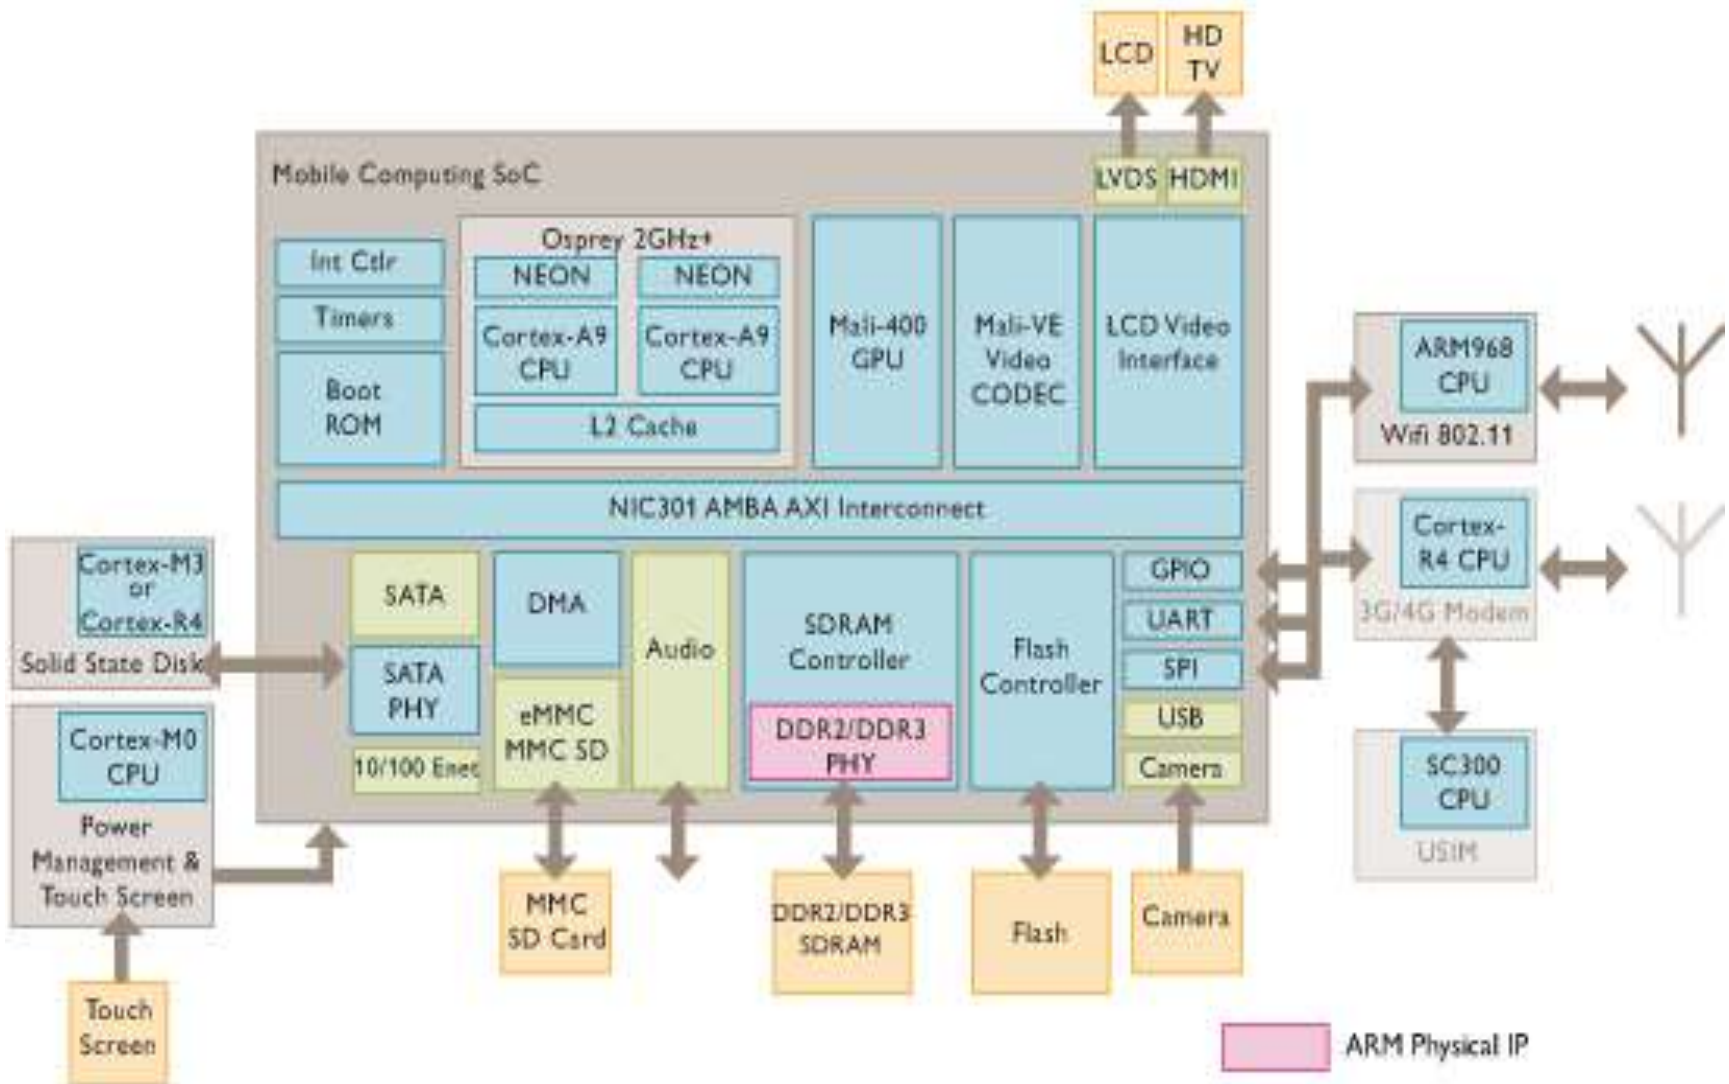 LCD
HD
TV
Mobile Computing SoC
LVDS
HDMI
Int Ctlr
Timers
Boot
ROM
Osprey 2GHz+
NEON
NEON
Cortex-A9
CPU
Cortex-A9
CPU
L2 Cache
Mali-400
GPU
Mali-VE
Video
CODEC
LCD Video
Interface
NIC301 AMBA AXI Interconnect
ARM968
CPU
Wifi 802.11
Cortex-
R4 CPU
3G/4G Modem
SC300
CPU
USIM
Cortex-M3
or
Cortex-R4
Solid State Disk
Cortex-M0
CPU
Power
Management &
Touch Screen
Touch
Screen
SATA
SATA
PHY
10/100 Enet
DMA
eMMC
MMC SD
Audio
SDRAM
Controller
DDR2/DDR3
PHY
Flash
Controller
GPIO
UART
SPI
USB
Camera
MMC
SD Card
DDR2/DDR3
SDRAM
Flash
Camera
ARM Physical IP